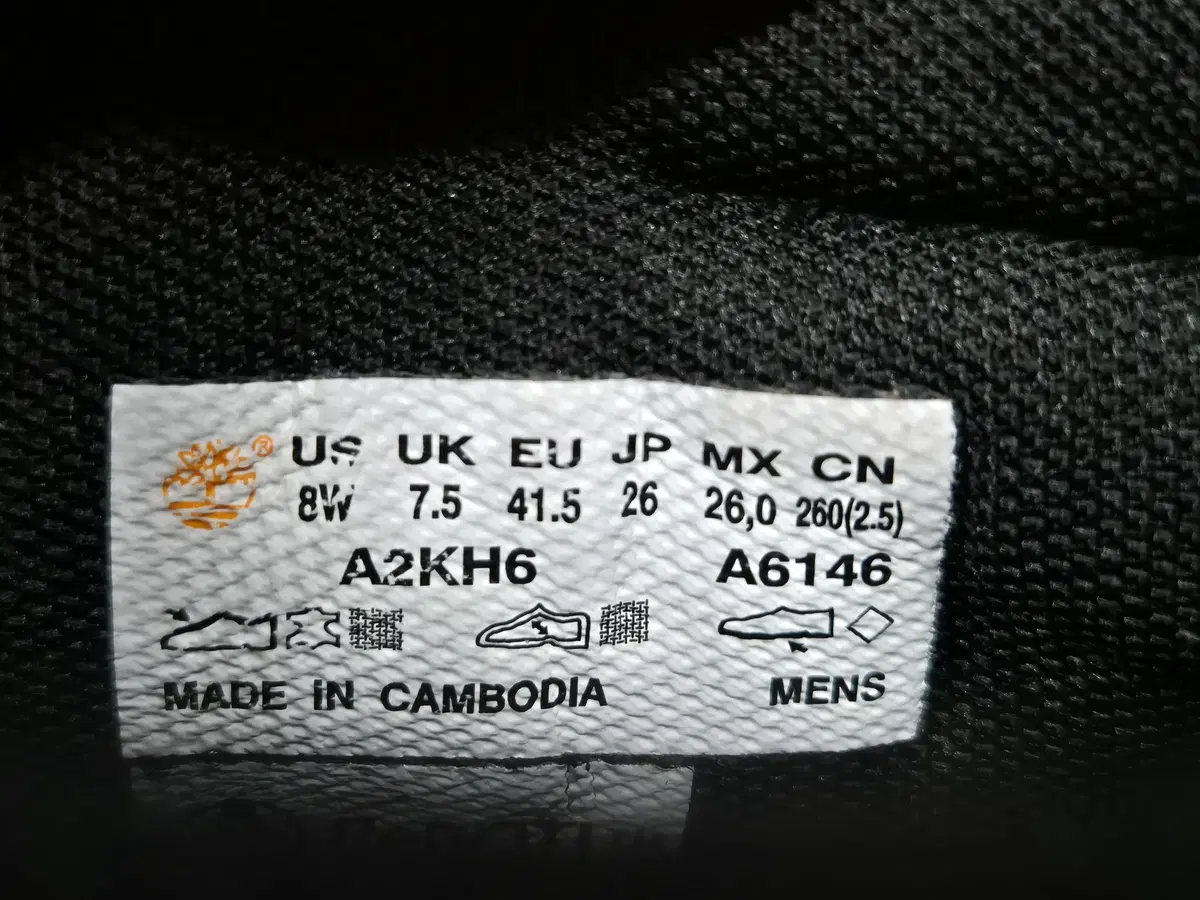 ® US UK EU JP MX CN
8W 7.5 41.5 26 26,0 260(2.5)
A2KH6 A6146
MADE IN CAMBODIA MENS